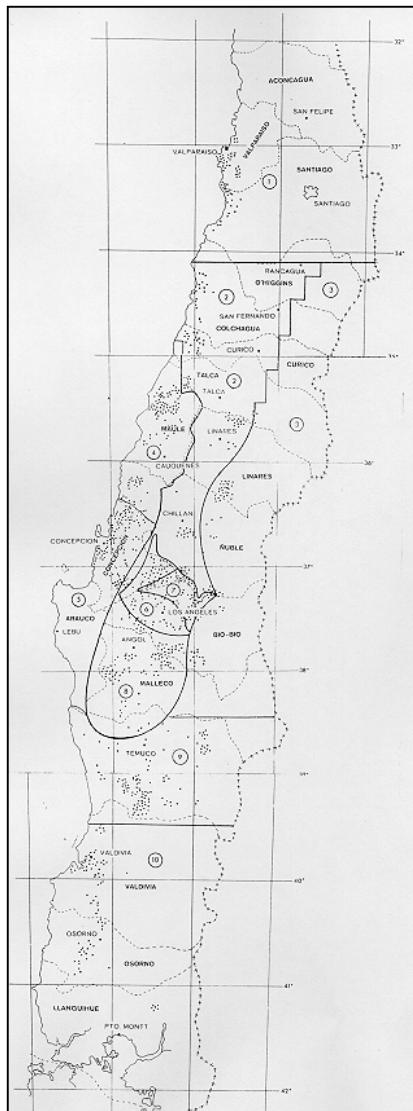 32°
ACONCAGUA
SAN FELIPE
33°
VALPARAISO
VALPARAISO
SANTIAGO
1
SANTIAGO
34°
RANCAGUA
O'HIGGINS
2
3
SAN FERNANDO
COLCHAGUA
CURICO
35°
CURICO
TALCA
2
TALCA
3
MAULE
LINARES
4
36°
CAUQUENES
LINARES
CHILLAN
CONCEPCION
CONCEPCION
ÑUBLE
37°
7
5
6
LOS ANGELES
ARAUCO
LEBU
ANGOL
BIO-BIO
38°
MALLECO
8
TEMUCO
9
39°
VALDIVIA
10
VALDIVIA
40°
OSORNO
OSORNO
41°
LLANQUIHUE
PTO. MONTT
42°